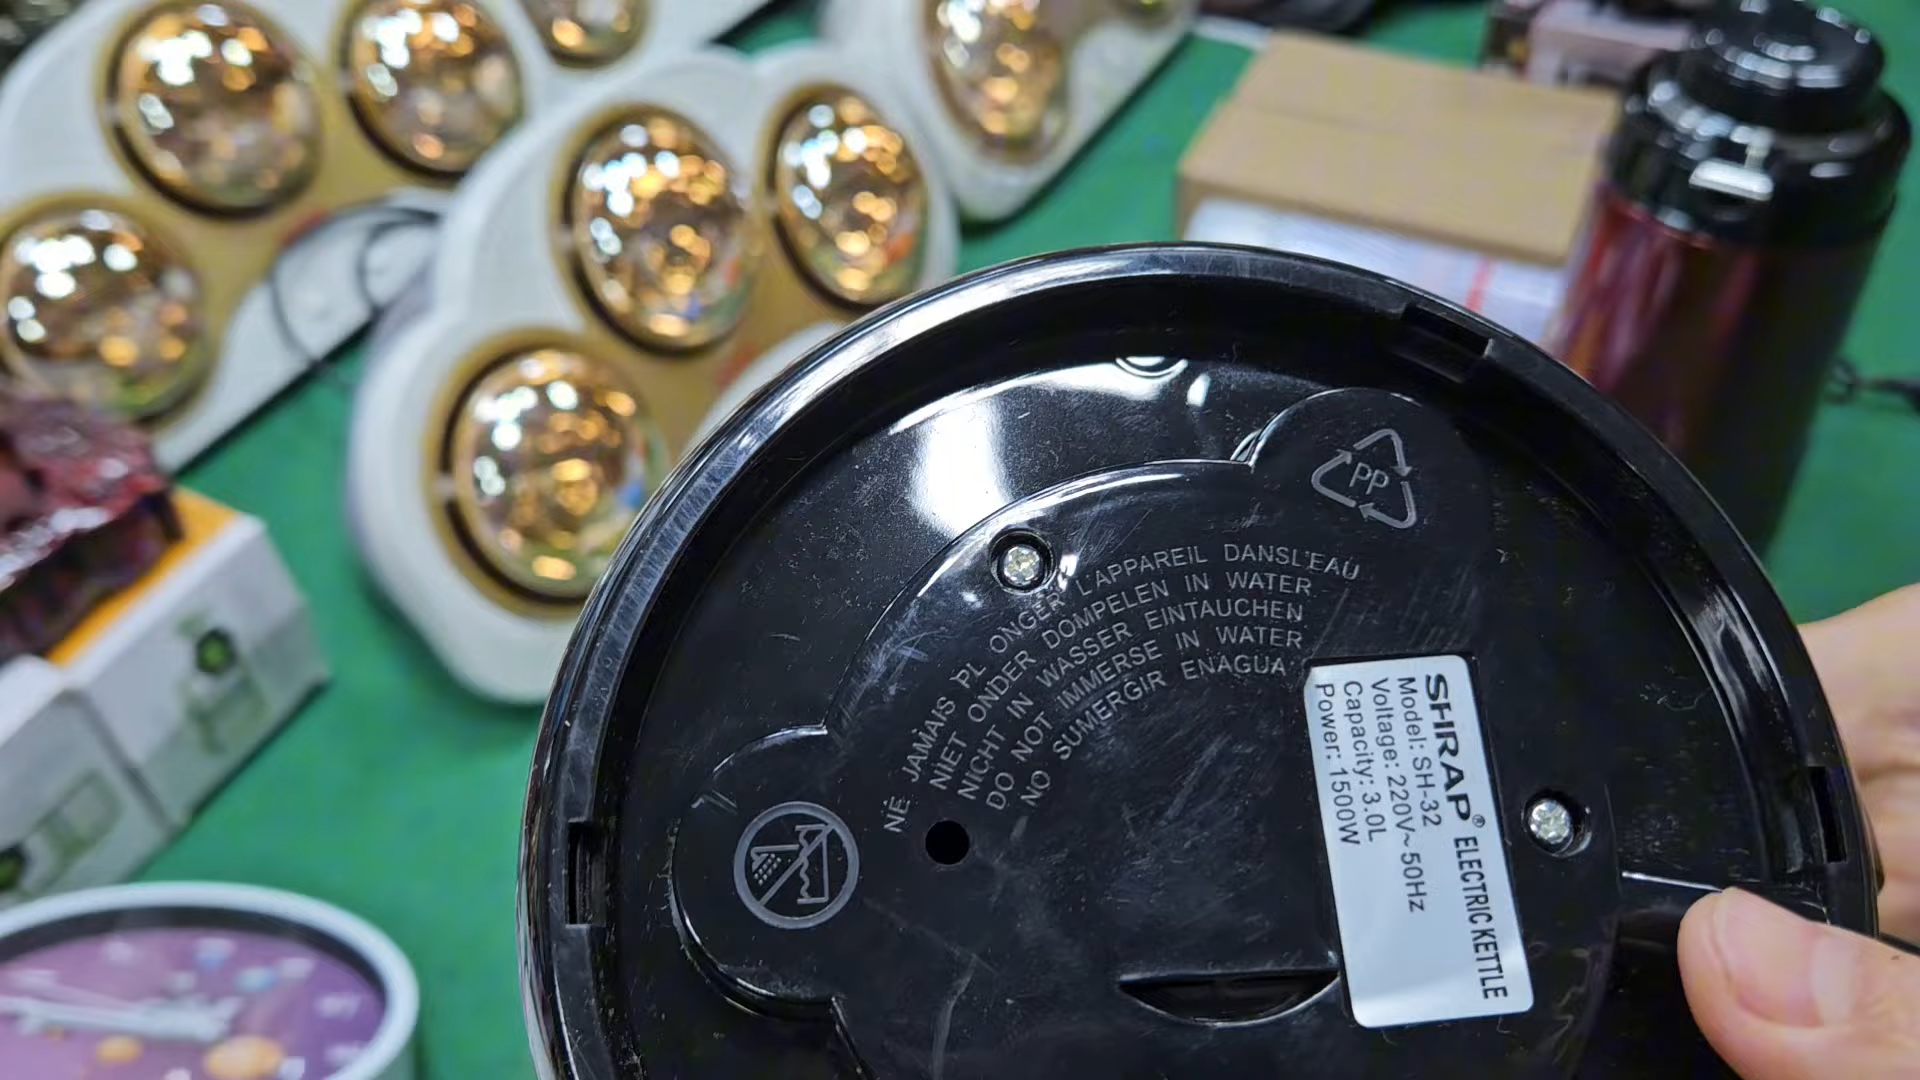 PP
NE JAMAIS PL ONGER L'APPAREIL DANSL'EAU
NIET ONDER DOMPELEN IN WATER
NICHT IN WASSER EINTAUCHEN
DO NOT IMMERSE IN WATER
NO SUMERGIR ENAGUA
SHRAP® ELECTRIC KETTLE
Model: SH-32
Voltage: 220V~50Hz
Capacity: 3.0L
Power: 1500W